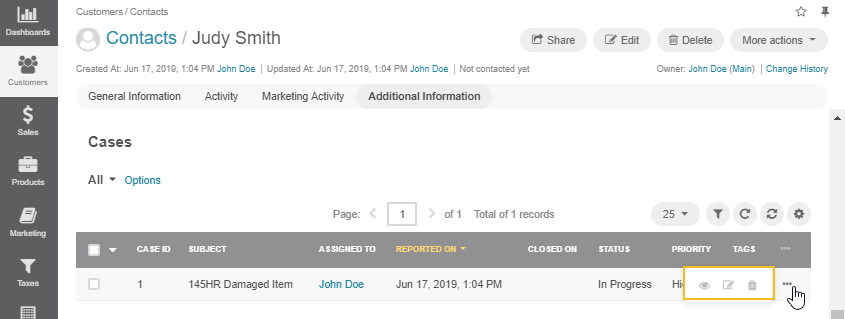 Customers / Contacts
Dashboards
Contacts / Judy Smith
Share
Edit
Delete
More actions
Created At: Jun 17, 2019, 1:04 PM John Doe | Updated At: Jun 17, 2019, 1:04 PM John Doe | Not contacted yet
Owner: John Doe (Main) | Change History
Customers
General Information
Activity
Marketing Activity
Additional Information
Sales
Cases
Products
All
Options
Marketing
Page:
1
of 1
Total of 1 records
25
CASE ID
SUBJECT
ASSIGNED TO
REPORTED ON
CLOSED ON
STATUS
PRIORITY
TAGS
Taxes
1
145HR Damaged Item
John Doe
Jun 17, 2019, 1:04 PM
In Progress